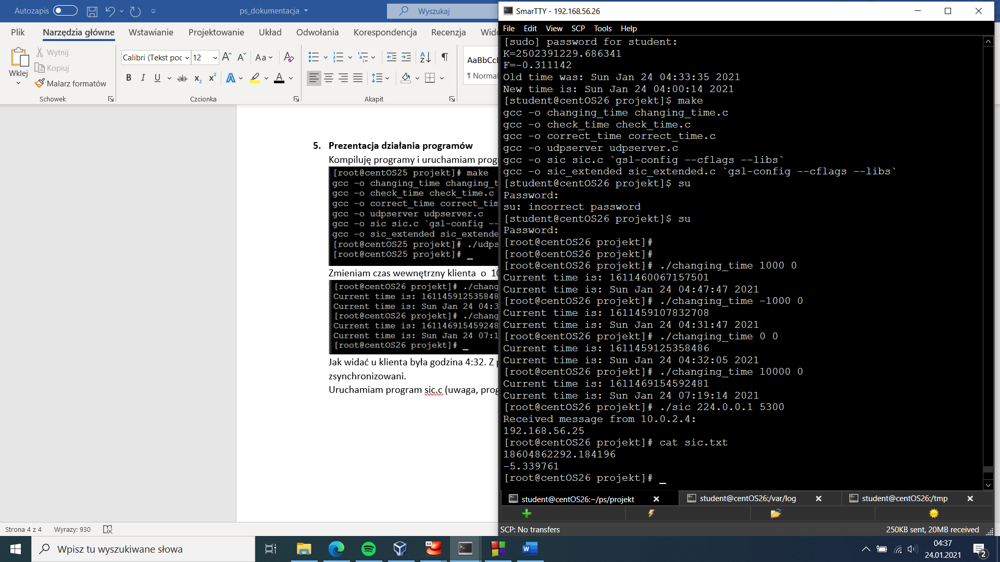 Autozapis
ps_dokumentacja
Wyszukaj
Plik
Narzędzia główne
Wstawianie
Projektowanie
Układ
Odwołania
Korespondencja
Recenzja
Wklej
Wytnij
Kopiuj
Malarz formatów
Schowek
Calibri (Tekst poc
12
Czcionka
Akapit
AaBbCcD
¶ Normal
5. Prezentacja działania programów
Kompiluję programy i uruchamiam prog
[root@centOS25 projekt]# make
gcc -o changing_time changing_t
gcc -o check_time check_time.c
gcc -o correct_time correct_tim
gcc -o udpserver udpserver.c
gcc -o sic sic.c `gsl-config --
gcc -o sic_extended sic_extende
[root@centOS25 projekt]# ./udps
[root@centOS25 projekt]# _
Zmieniam czas wewnętrzny klienta o 10
[root@centOS26 projekt]# ./chang
Current time is: 161145912535848
Current time is: Sun Jan 24 04:3
[root@centOS26 projekt]# ./chang
Current time is: 161146915459248
Current time is: Sun Jan 24 07:1
[root@centOS26 projekt]# _
Jak widać u klienta była godzina 4:32. Z p
zsynchronizowani.
Uruchamiam program sic.c (uwaga, prog
Strona 4 z 4
Wyrazy: 930
SmarTTY - 192.168.56.26
File Edit View SCP Tools Help
[sudo] password for student:
K=2502391229.686341
F=-0.311142
Old time was: Sun Jan 24 04:33:35 2021
New time is: Sun Jan 24 04:00:14 2021
[student@centOS26 projekt]$ make
gcc -o changing_time changing_time.c
gcc -o check_time check_time.c
gcc -o correct_time correct_time.c
gcc -o udpserver udpserver.c
gcc -o sic sic.c `gsl-config --cflags --libs`
gcc -o sic_extended sic_extended.c `gsl-config --cflags --libs`
[student@centOS26 projekt]$ su
Password:
su: incorrect password
[student@centOS26 projekt]$ su
Password:
[root@centOS26 projekt]#
[root@centOS26 projekt]#
[root@centOS26 projekt]# ./changing_time 1000 0
Current time is: 1611460067157501
Current time is: Sun Jan 24 04:47:47 2021
[root@centOS26 projekt]# ./changing_time -1000 0
Current time is: 1611459107832708
Current time is: Sun Jan 24 04:31:47 2021
[root@centOS26 projekt]# ./changing_time 0 0
Current time is: 1611459125358486
Current time is: Sun Jan 24 04:32:05 2021
[root@centOS26 projekt]# ./changing_time 10000 0
Current time is: 1611469154592481
Current time is: Sun Jan 24 07:19:14 2021
[root@centOS26 projekt]# ./sic 224.0.0.1 5300
Received message from 10.0.2.4:
192.168.56.25
[root@centOS26 projekt]# cat sic.txt
18604862292.184196
-5.339761
[root@centOS26 projekt]# _
student@centOS26:~/ps/projekt
student@centOS26:/var/log
student@centOS26:/tmp
SCP: No transfers
250KB sent, 20MB received
Wpisz tu wyszukiwane słowa
04:37
24.01.2021
2